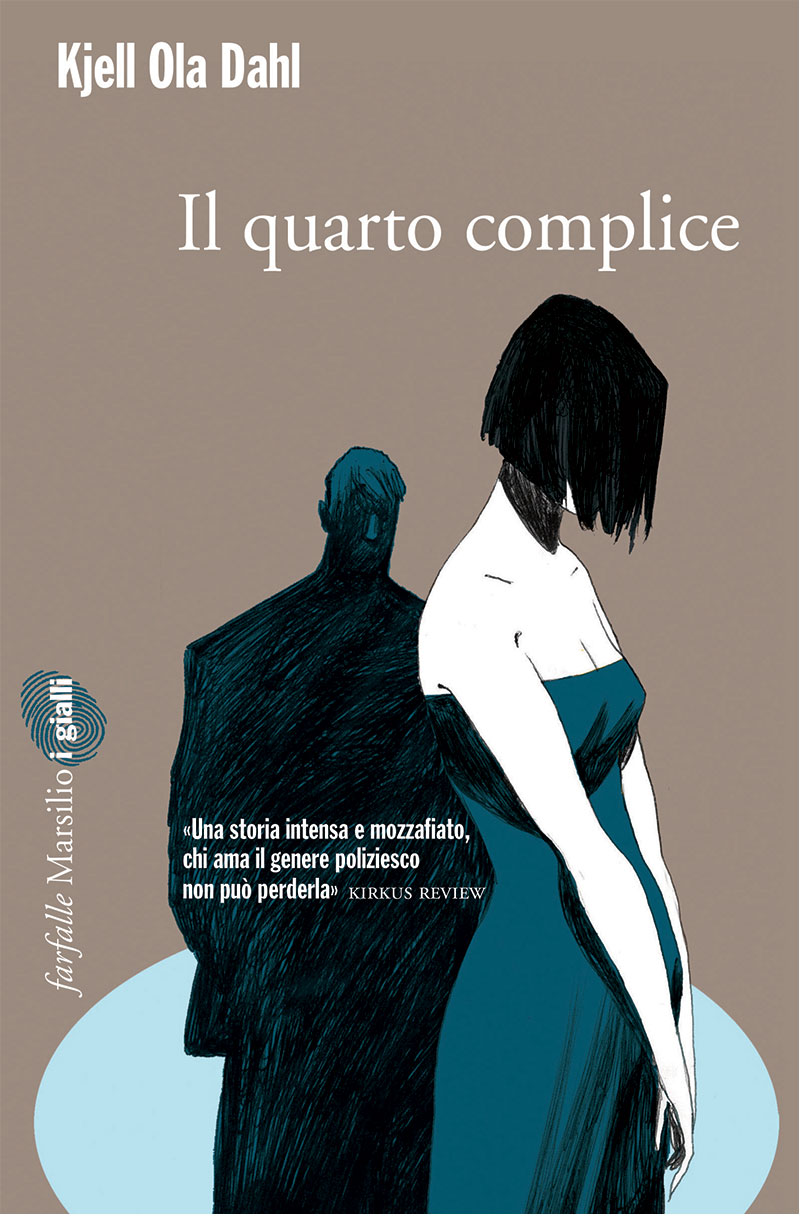 Kjell Ola Dahl
Il quarto complice
«Una storia intensa e mozzafiato,
chi ama il genere poliziesco
non può perderla» KIRKUS REVIEW
farfalle Marsilio i gialli